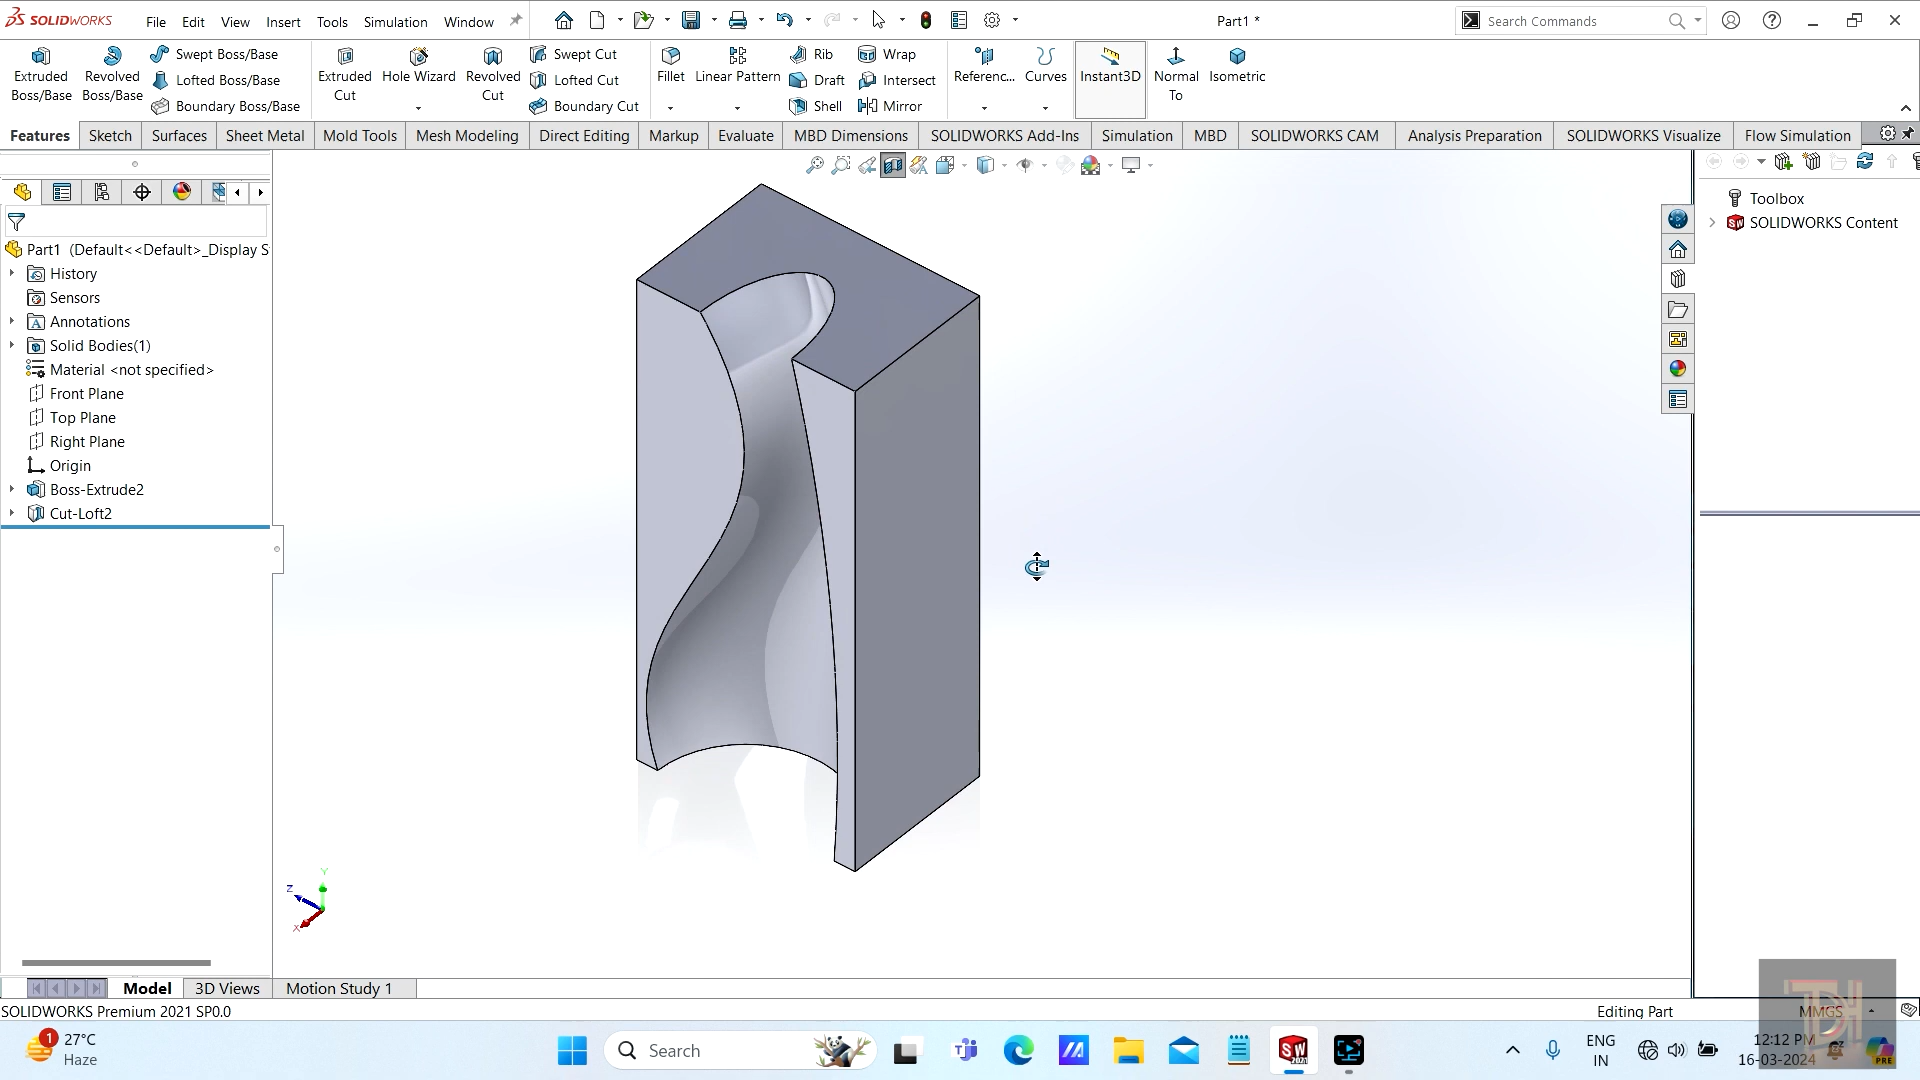 SOLIDWORKS File Edit View Insert Tools Simulation Window Part1 * Search Commands
Extruded Boss/Base
Revolved Boss/Base
Swept Boss/Base
Lofted Boss/Base
Boundary Boss/Base
Extruded Cut
Hole Wizard
Revolved Cut
Swept Cut
Lofted Cut
Boundary Cut
Fillet
Linear Pattern
Rib
Draft
Shell
Wrap
Intersect
Mirror
Referenc...
Curves
Instant3D
Normal To
Isometric
Features Sketch Surfaces Sheet Metal Mold Tools Mesh Modeling Direct Editing Markup Evaluate MBD Dimensions SOLIDWORKS Add-Ins Simulation MBD SOLIDWORKS CAM Analysis Preparation SOLIDWORKS Visualize Flow Simulation
Part1 (Default<<Default>_Display S
History
Sensors
Annotations
Solid Bodies(1)
Material <not specified>
Front Plane
Top Plane
Right Plane
Origin
Boss-Extrude2
Cut-Loft2
Toolbox
SOLIDWORKS Content
Y
Z
X
Model 3D Views Motion Study 1
SOLIDWORKS Premium 2021 SP0.0 Editing Part MMGS
1
27°C
Haze
Search
ENG
IN
12:12 PM
16-03-2024
PRE